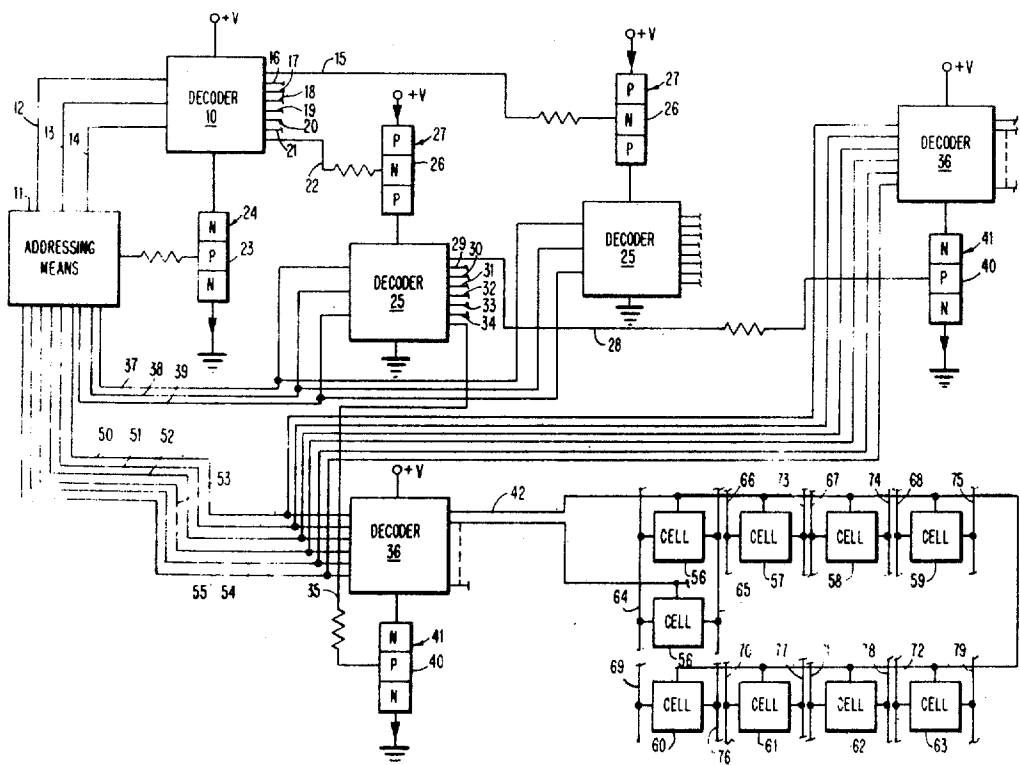 +V
+V
+V
+V
12
13
14
DECODER
10
16
17
18
19
20
21
15
22
P
N
P
27
26
P
N
P
27
26
DECODER
36
11
ADDRESSING
MEANS
N
P
N
24
23
DECODER
25
29
30
31
32
33
34
DECODER
25
28
N
P
N
41
40
37
38
39
50
51
52
53
55
54
35
+V
DECODER
36
42
N
P
N
41
40
66
73
67
74
68
75
CELL
56
CELL
57
CELL
58
CELL
59
64
65
CELL
56
69
70
77
78
72
79
CELL
60
CELL
61
CELL
62
CELL
63
76